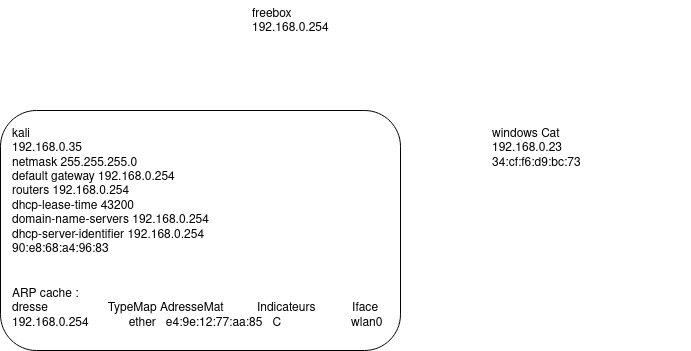 freebox
192.168.0.254
kali
192.168.0.35
netmask 255.255.255.0
default gateway 192.168.0.254
routers 192.168.0.254
dhcp-lease-time 43200
domain-name-servers 192.168.0.254
dhcp-server-identifier 192.168.0.254
90:e8:68:a4:96:83
windows Cat
192.168.0.23
34:cf:f6:d9:bc:73
ARP cache :
dresse TypeMap AdresseMat Indicateurs Iface
192.168.0.254 ether e4:9e:12:77:aa:85 C wlan0